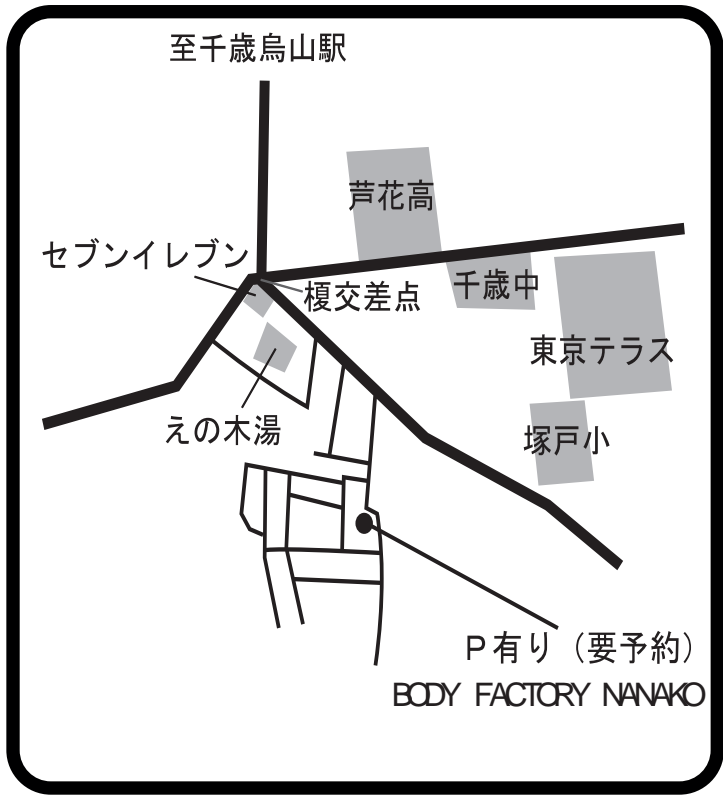 至千歳烏山駅
芦花高
セブンイレブン
千歳中
榎交差点
東京テラス
えの木湯
塚戸小
P有り（要予約）
BODY FACTORY NANAKO